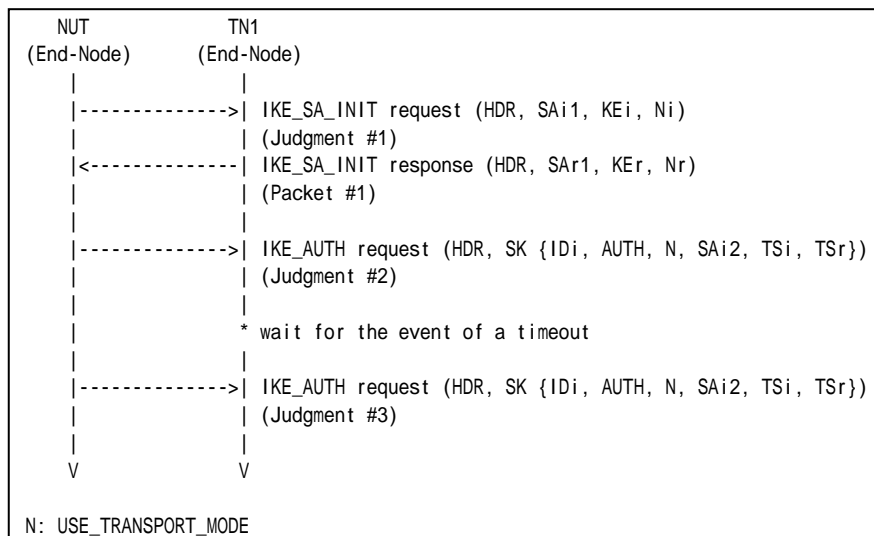 NUT TN1
(End-Node) (End-Node)
| |
|-------------->| IKE_SA_INIT request (HDR, SAi1, KEi, Ni)
| | (Judgment #1)
|<--------------| IKE_SA_INIT response (HDR, SAr1, KEr, Nr)
| | (Packet #1)
| |
|-------------->| IKE_AUTH request (HDR, SK {IDi, AUTH, N, SAi2, TSi, TSr})
| | (Judgment #2)
| |
| * wait for the event of a timeout
| |
|-------------->| IKE_AUTH request (HDR, SK {IDi, AUTH, N, SAi2, TSi, TSr})
| | (Judgment #3)
| |
V V
N: USE_TRANSPORT_MODE